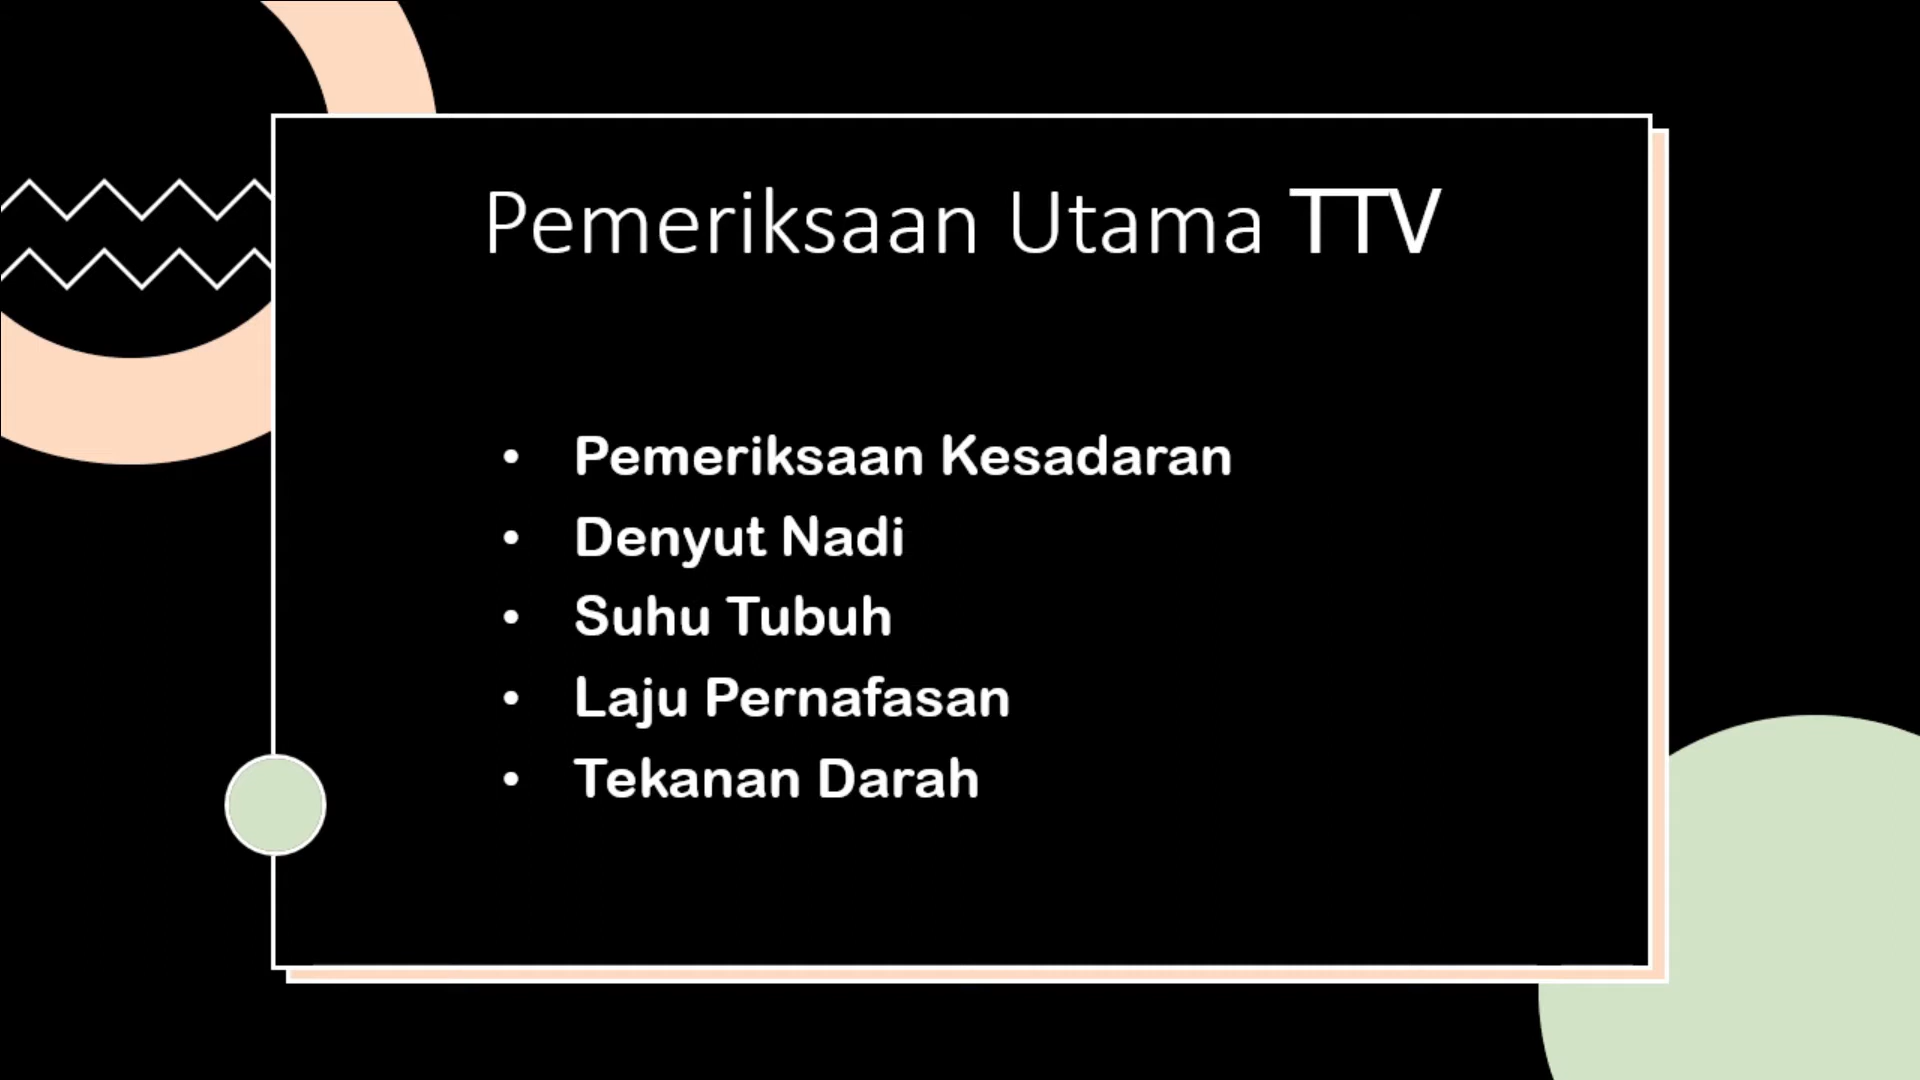 Pemeriksaan Utama TTV
• Pemeriksaan Kesadaran
• Denyut Nadi
• Suhu Tubuh
• Laju Pernafasan
• Tekanan Darah